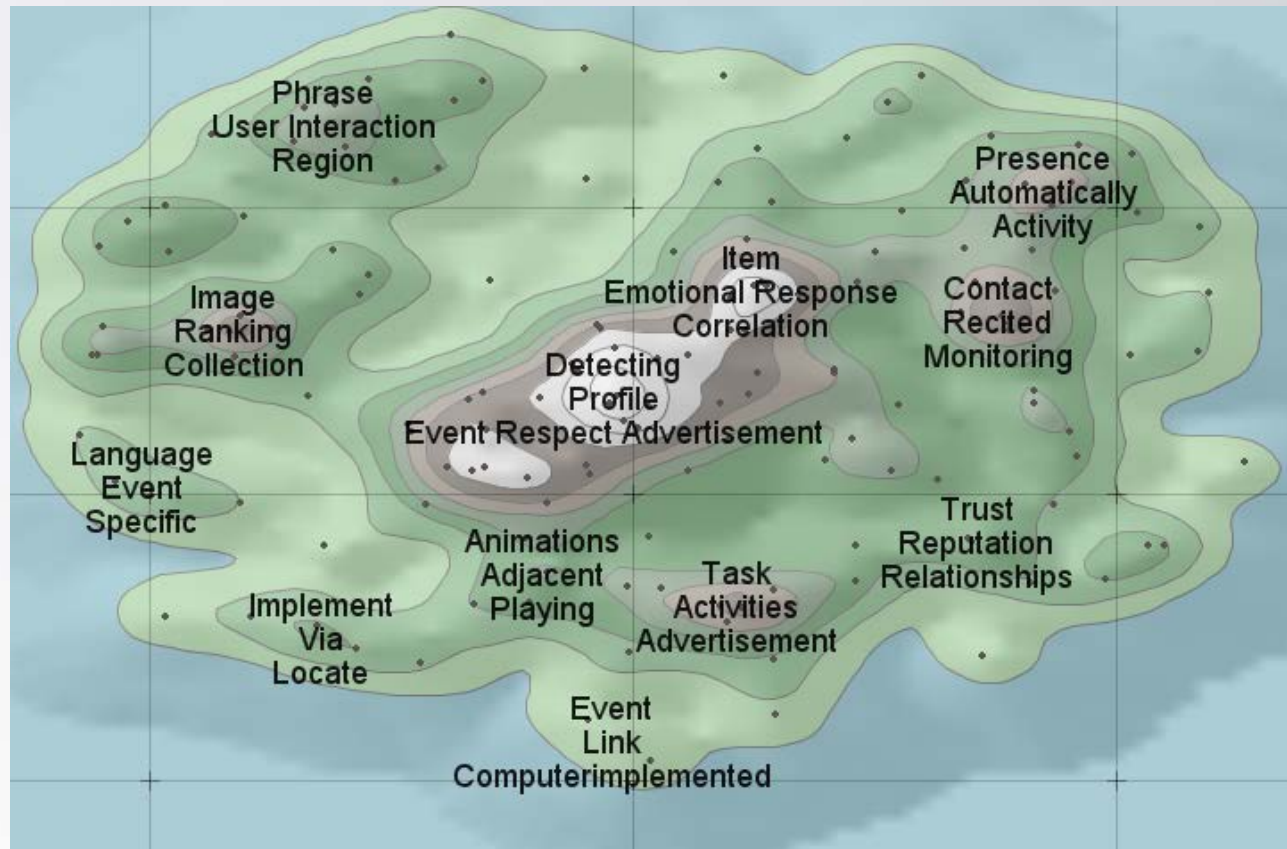 Phrase
User Interaction
Region
Presence
Automatically
Activity
Item
Emotional Response
Correlation
Image
Ranking
Collection
Contact
Recited
Monitoring
Detecting
Profile
Event Respect Advertisement
Language
Event
Specific
Trust
Reputation
Relationships
Animations
Adjacent
Playing
Task
Activities
Advertisement
Implement
Via
Locate
Event
Link
Computerimplemented